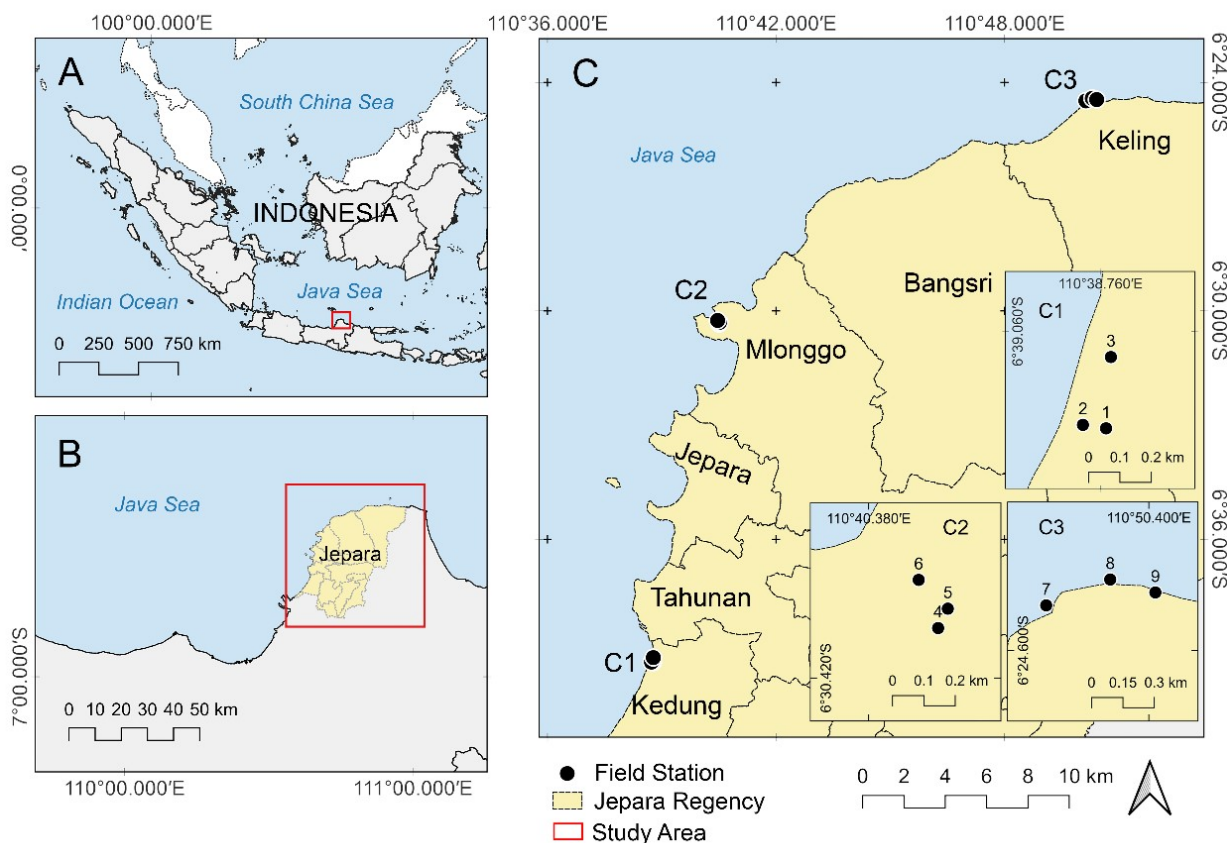 100°00.000'E
A
South China Sea
INDONESIA
Java Sea
Indian Ocean
0 250 500 750 km
0°00.000'
B
Java Sea
Jepara
0 10 20 30 40 50 km
7°00.000'S
110°00.000'E
111°00.000'E
110°36.000'E
110°42.000'E
110°48.000'E
C
C3
Keling
Java Sea
C2
Bangsri
Mlonggo
Jepara
Tahunan
C1
Kedung
6°24.000'S
6°30.000'S
6°36.000'S
110°38.760'E
C1
6°39.060'S
3
2
1
0 0.1 0.2 km
110°40.380'E
C2
6
5
4
6°30.420'S
0 0.1 0.2 km
110°50.400'E
C3
8
7
9
6°24.600'S
0 0.15 0.3 km
Field Station
Jepara Regency
Study Area
0 2 4 6 8 10 km